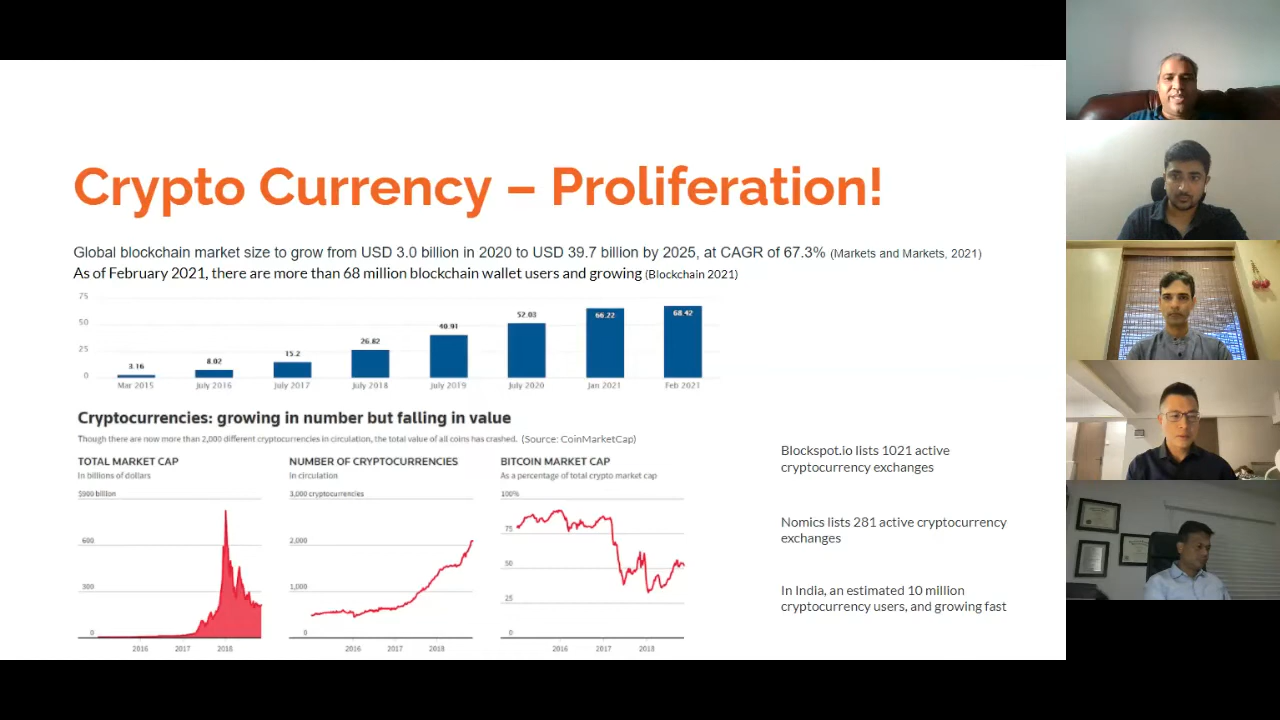 Crypto Currency – Proliferation!
Global blockchain market size to grow from USD 3.0 billion in 2020 to USD 39.7 billion by 2025, at CAGR of 67.3% (Markets and Markets, 2021)
As of February 2021, there are more than 68 million blockchain wallet users and growing (Blockchain 2021)
75
50
25
0
3.16
8.02
15.2
26.82
40.91
52.03
66.22
68.42
Mar 2015
July 2016
July 2017
July 2018
July 2019
July 2020
Jan 2021
Feb 2021
Cryptocurrencies: growing in number but falling in value
Though there are now more than 2,000 different cryptocurrencies in circulation, the total value of all coins has crashed. (Source: CoinMarketCap)
TOTAL MARKET CAP
In billions of dollars
$900 billion
600
300
0
2016
2017
2018
NUMBER OF CRYPTOCURRENCIES
In circulation
3,000 cryptocurrencies
2,000
1,000
0
2016
2017
2018
BITCOIN MARKET CAP
As a percentage of total crypto market cap
100%
75
50
25
0
2016
2017
2018
Blockspot.io lists 1021 active
cryptocurrency exchanges
Nomics lists 281 active cryptocurrency
exchanges
In India, an estimated 10 million
cryptocurrency users, and growing fast